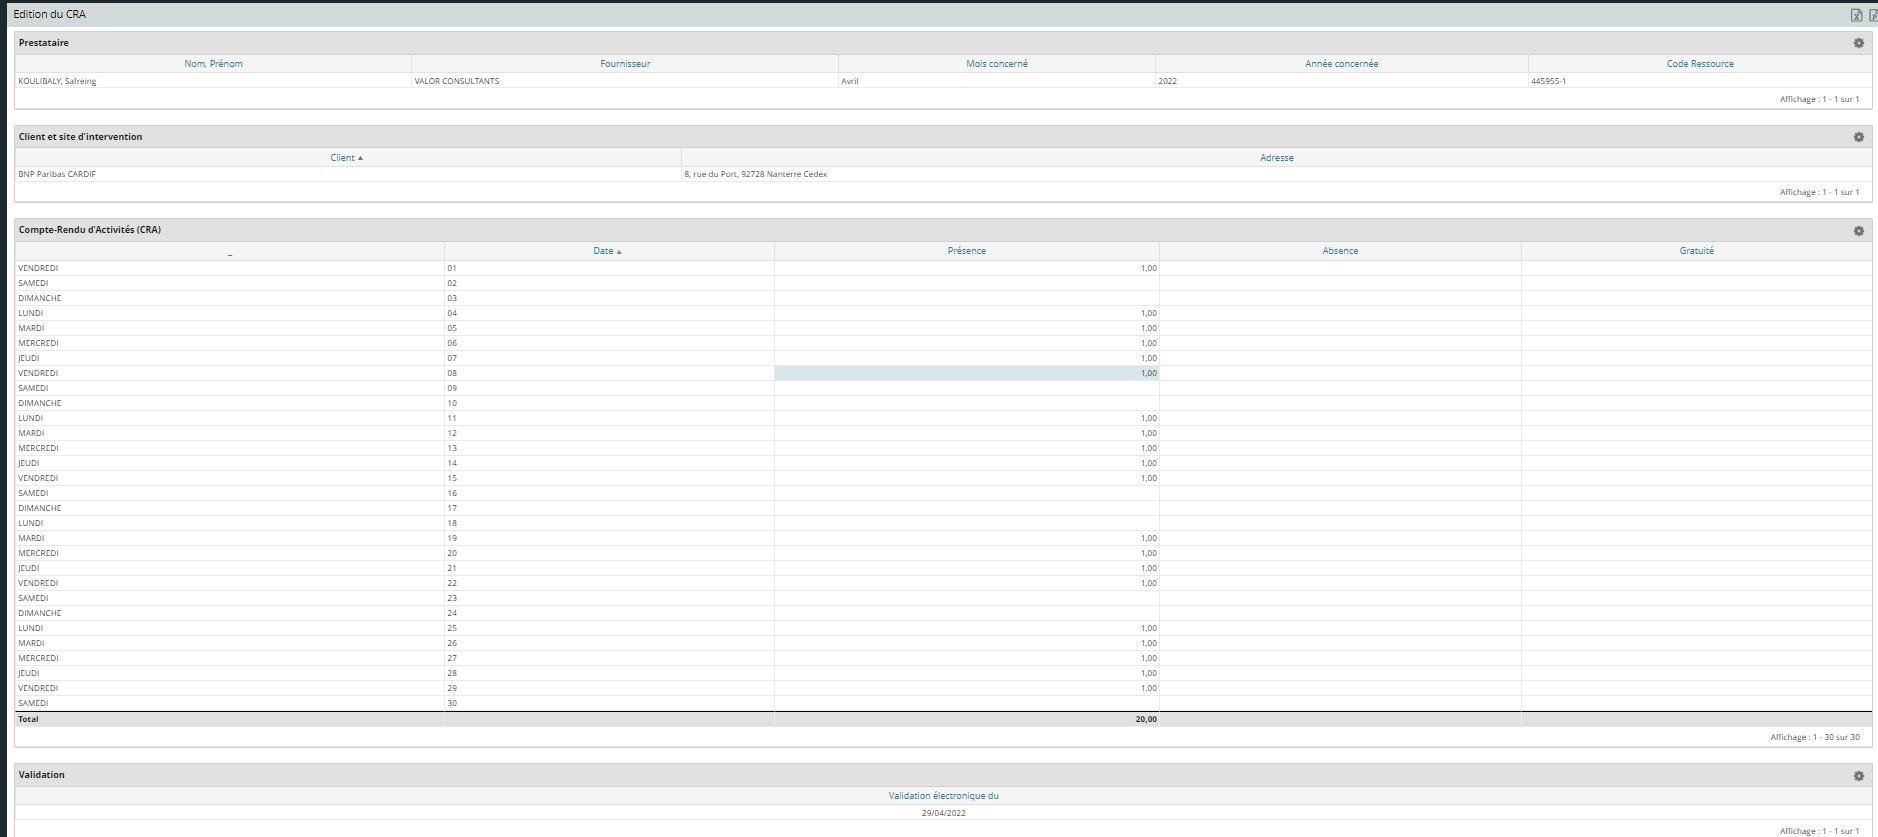 Edition du CRA
Prestataire
Nom, Prénom Fournisseur Mois concerné Année concernée Code Ressource
KOULIBALY, Safreing VALOR CONSULTANTS Avril 2022 445955-1
Affichage : 1 - 1 sur 1
Client et site d'intervention
Client Adresse
BNP Paribas CARDIF 8, rue du Port, 92728 Nanterre Cedex
Affichage : 1 - 1 sur 1
Compte-Rendu d'Activités (CRA)
_ Date Présence Absence Gratuité
VENDREDI 01 1,00
SAMEDI 02
DIMANCHE 03
LUNDI 04 1,00
MARDI 05 1,00
MERCREDI 06 1,00
JEUDI 07 1,00
VENDREDI 08 1,00
SAMEDI 09
DIMANCHE 10
LUNDI 11 1,00
MARDI 12 1,00
MERCREDI 13 1,00
JEUDI 14 1,00
VENDREDI 15 1,00
SAMEDI 16
DIMANCHE 17
LUNDI 18
MARDI 19 1,00
MERCREDI 20 1,00
JEUDI 21 1,00
VENDREDI 22 1,00
SAMEDI 23
DIMANCHE 24
LUNDI 25 1,00
MARDI 26 1,00
MERCREDI 27 1,00
JEUDI 28 1,00
VENDREDI 29 1,00
SAMEDI 30
Total 20,00
Affichage : 1 - 30 sur 30
Validation
Validation électronique du
29/04/2022
Affichage : 1 - 1 sur 1